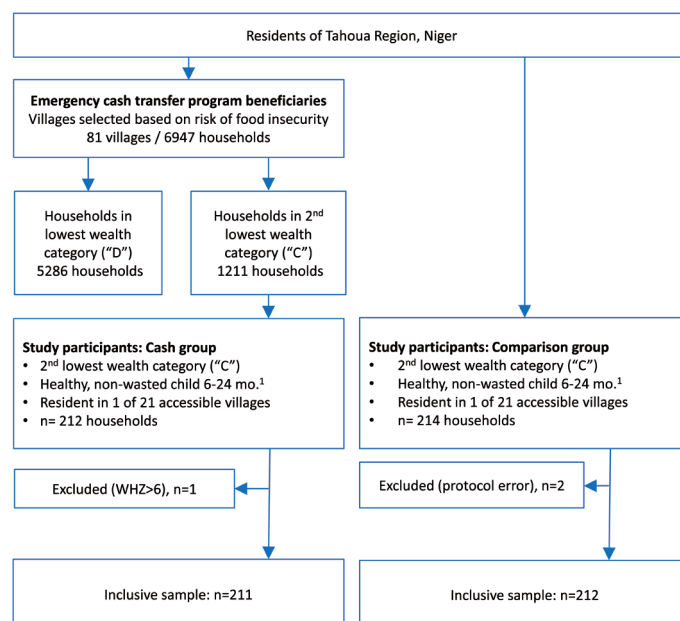 Residents of Tahoua Region, Niger
Emergency cash transfer program beneficiaries
Villages selected based on risk of food insecurity
81 villages / 6947 households
Households in
lowest wealth
category (“D”)
5286 households
Households in 2nd
lowest wealth
category (“C”)
1211 households
Study participants: Cash group
• 2nd lowest wealth category (“C”)
• Healthy, non-wasted child 6-24 mo.1
• Resident in 1 of 21 accessible villages
• n= 212 households
Study participants: Comparison group
• 2nd lowest wealth category (“C”)
• Healthy, non-wasted child 6-24 mo.1
• Resident in 1 of 21 accessible villages
• n= 214 households
Excluded (WHZ>6), n=1
Excluded (protocol error), n=2
Inclusive sample: n=211
Inclusive sample: n=212